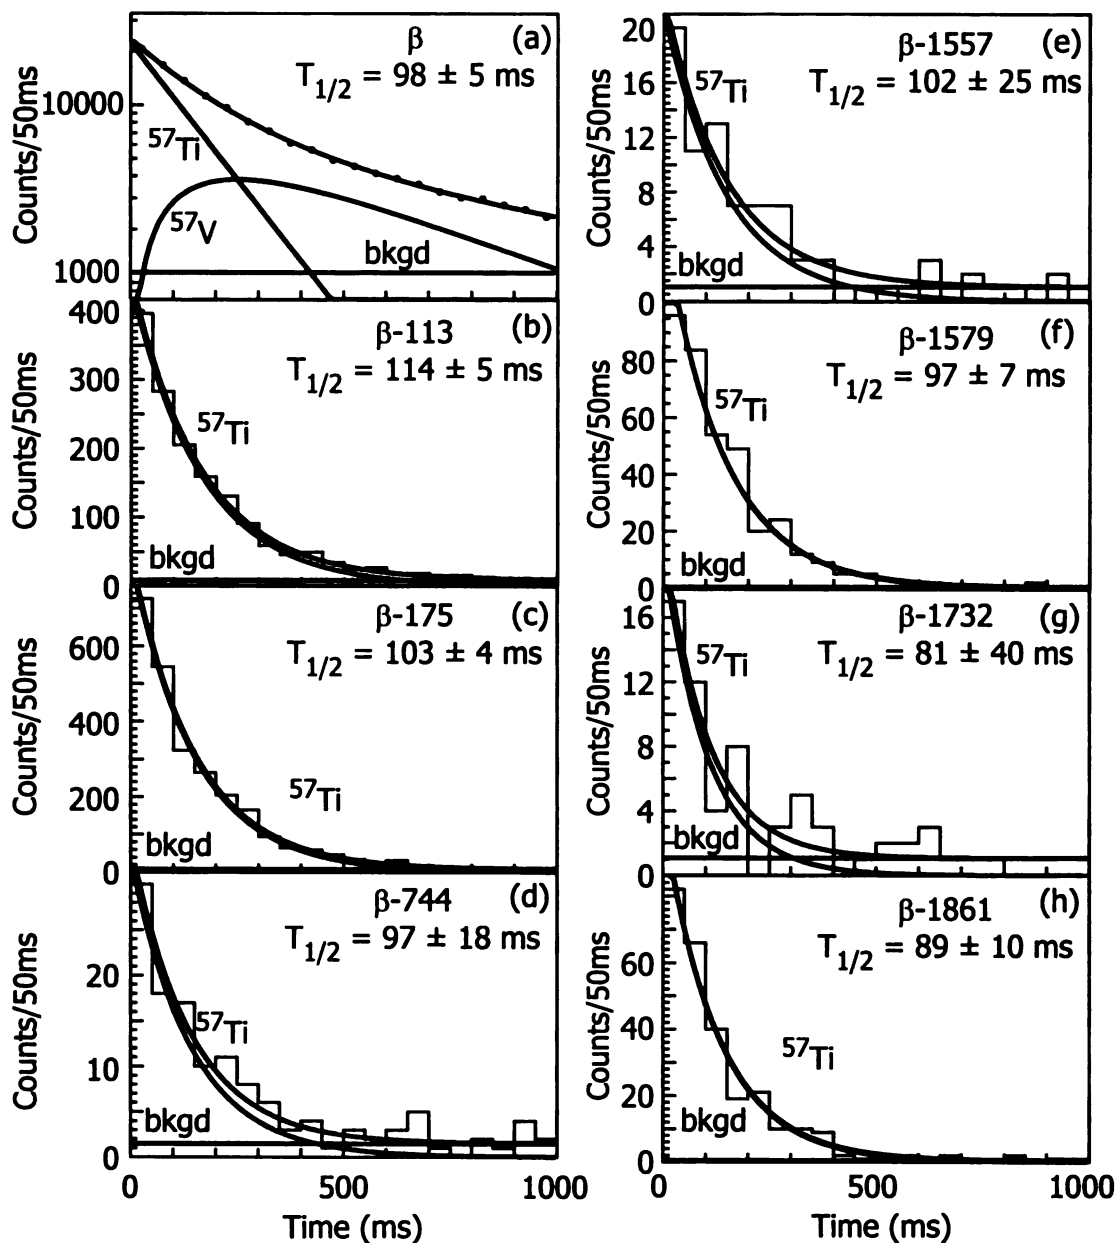 (a)
β
T1/2 = 98 ± 5 ms
Counts/50ms
10000
1000
57Ti
57V
bkgd
(b)
β-113
T1/2 = 114 ± 5 ms
Counts/50ms
400
300
200
100
0
57Ti
bkgd
(c)
β-175
T1/2 = 103 ± 4 ms
Counts/50ms
600
400
200
0
57Ti
bkgd
(d)
β-744
T1/2 = 97 ± 18 ms
Counts/50ms
20
10
0
57Ti
bkgd
0 500 1000
Time (ms)
(e)
β-1557
T1/2 = 102 ± 25 ms
Counts/50ms
20
16
12
8
4
0
57Ti
bkgd
(f)
β-1579
T1/2 = 97 ± 7 ms
Counts/50ms
80
60
40
20
0
57Ti
bkgd
(g)
β-1732
T1/2 = 81 ± 40 ms
Counts/50ms
16
12
8
4
0
57Ti
bkgd
(h)
β-1861
T1/2 = 89 ± 10 ms
Counts/50ms
60
40
20
0
57Ti
bkgd
0 500 1000
Time (ms)